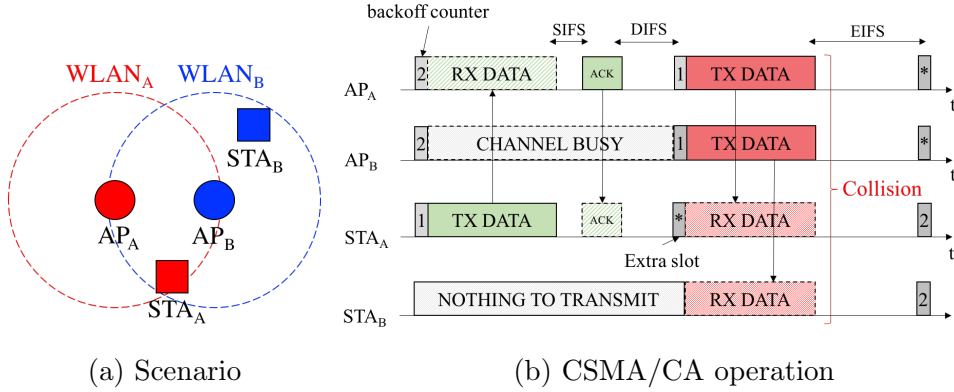 backoff counter
SIFS
DIFS
EIFS
WLAN_A
WLAN_B
STA_B
AP_A
AP_B
STA_A
2
RX DATA
ACK
1
TX DATA
*
AP_A
t
2
CHANNEL BUSY
1
TX DATA
*
AP_B
t
Collision
1
TX DATA
ACK
*
RX DATA
2
STA_A
t
Extra slot
NOTHING TO TRANSMIT
RX DATA
2
STA_B
t
(a) Scenario
(b) CSMA/CA operation